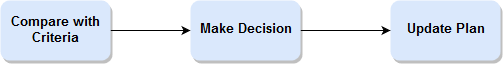 Compare with
Criteria
Make Decision
Update Plan